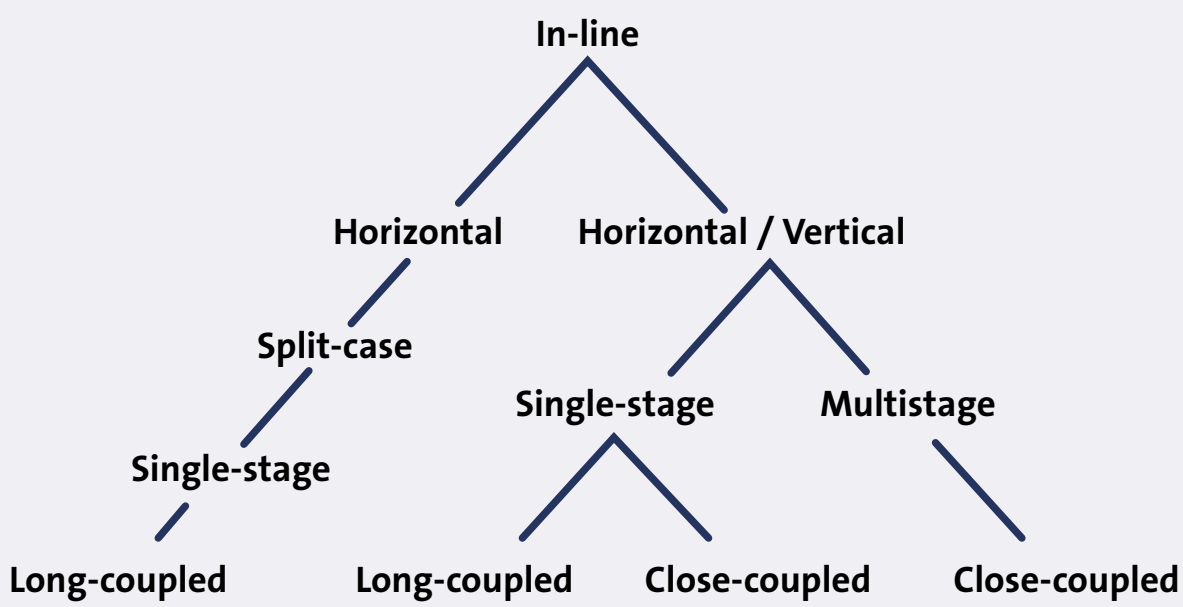 In-line
Horizontal
Horizontal / Vertical
Split-case
Single-stage
Multistage
Single-stage
Long-coupled
Long-coupled
Close-coupled
Close-coupled